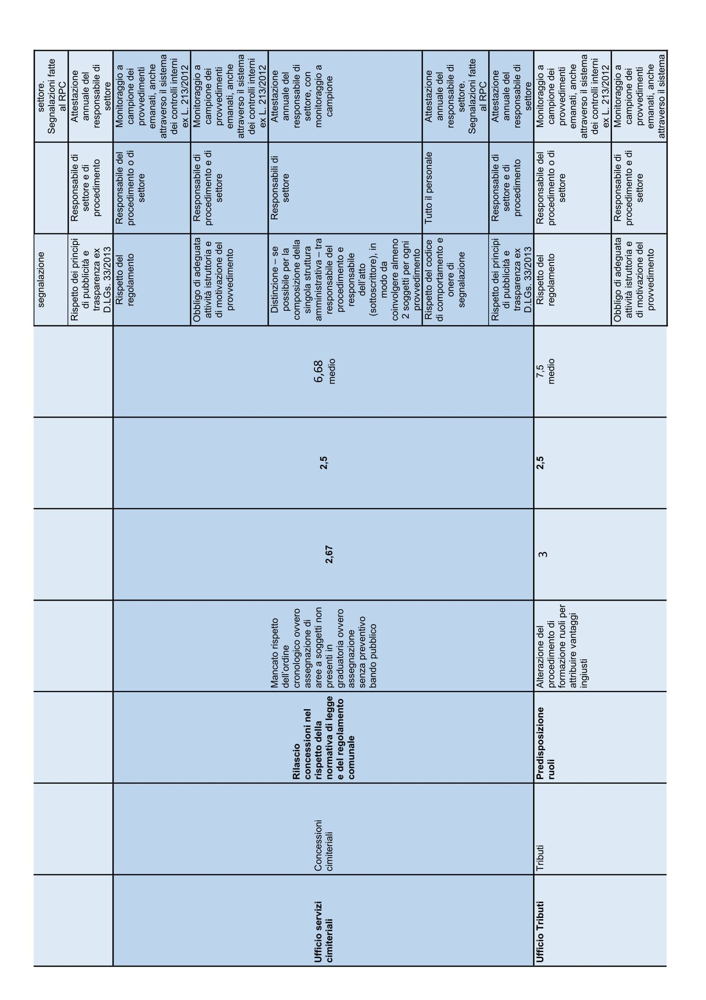 segnalazione
settore.
Segnalazioni fatte
al RPC
Rispetto dei principi
di pubblicità e
trasparenza ex
D.LGs. 33/2013
Responsabile di
settore e di
procedimento
Attestazione
annuale del
responsabile di
settore
Ufficio servizi
cimiteriali
Concessioni
cimiteriali
Rilascio
concessioni nel
rispetto della
normativa di legge
e del regolamento
comunale
Mancato rispetto
dell'ordine
cronologico ovvero
assegnazione di
aree a soggetti non
presenti in
graduatoria ovvero
assegnazione
senza preventivo
bando pubblico
2,67
2,5
6,68
medio
Rispetto del
regolamento
Responsabile del
procedimento o di
settore
Monitoraggio a
campione dei
provvedimenti
emanati, anche
attraverso il sistema
dei controlli interni
ex L. 213/2012
Obbligo di adeguata
attività istruttoria e
di motivazione del
provvedimento
Responsabile di
procedimento e di
settore
Monitoraggio a
campione dei
provvedimenti
emanati, anche
attraverso il sistema
dei controlli interni
ex L. 213/2012
Distinzione – se
possibile per la
composizione della
singola struttura
amministrativa – tra
responsabile del
procedimento e
responsabile
dell'atto
(sottoscrittore), in
modo da
coinvolgere almeno
2 soggetti per ogni
provvedimento
Responsabili di
settore
Attestazione
annuale del
responsabile di
settore, con
monitoraggio a
campione
Rispetto del codice
di comportamento e
onere di
segnalazione
Tutto il personale
Attestazione
annuale del
responsabile di
settore.
Segnalazioni fatte
al RPC
Rispetto dei principi
di pubblicità e
trasparenza ex
D.LGs. 33/2013
Responsabile di
settore e di
procedimento
Attestazione
annuale del
responsabile di
settore
Ufficio Tributi
Tributi
Predisposizione
ruoli
Alterazione del
procedimento di
formazione ruoli per
attribuire vantaggi
ingiusti
3
2,5
7,5
medio
Rispetto del
regolamento
Responsabile del
procedimento o di
settore
Monitoraggio a
campione dei
provvedimenti
emanati, anche
attraverso il sistema
dei controlli interni
ex L. 213/2012
Obbligo di adeguata
attività istruttoria e
di motivazione del
provvedimento
Responsabile di
procedimento e di
settore
Monitoraggio a
campione dei
provvedimenti
emanati, anche
attraverso il sistema